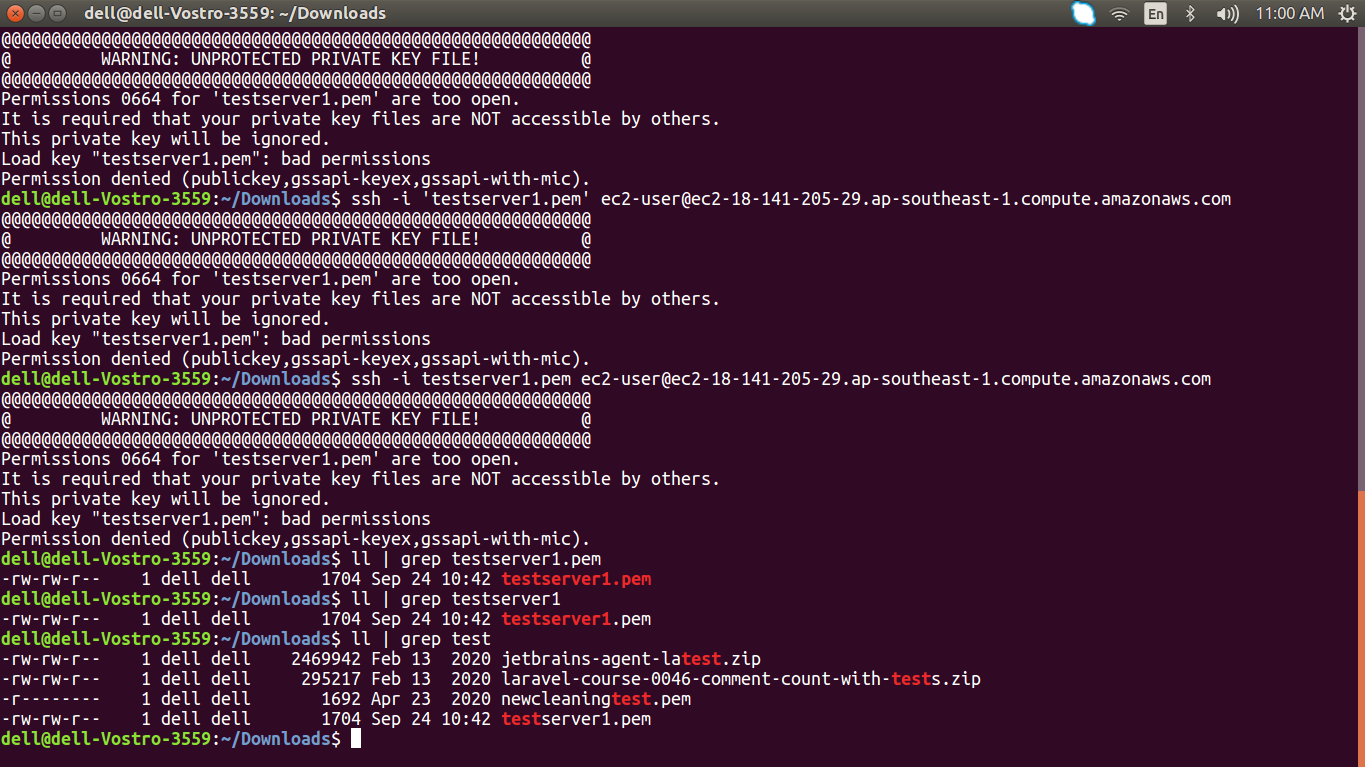 dell@dell-Vostro-3559: ~/Downloads En 11:00 AM
@@@@@@@@@@@@@@@@@@@@@@@@@@@@@@@@@@@@@@@@@@@@@@@@@@@@@@@@@@@
@         WARNING: UNPROTECTED PRIVATE KEY FILE!          @
@@@@@@@@@@@@@@@@@@@@@@@@@@@@@@@@@@@@@@@@@@@@@@@@@@@@@@@@@@@
Permissions 0664 for 'testserver1.pem' are too open.
It is required that your private key files are NOT accessible by others.
This private key will be ignored.
Load key "testserver1.pem": bad permissions
Permission denied (publickey,gssapi-keyex,gssapi-with-mic).
dell@dell-Vostro-3559:~/Downloads$ ssh -i 'testserver1.pem' ec2-user@ec2-18-141-205-29.ap-southeast-1.compute.amazonaws.com
@@@@@@@@@@@@@@@@@@@@@@@@@@@@@@@@@@@@@@@@@@@@@@@@@@@@@@@@@@@
@         WARNING: UNPROTECTED PRIVATE KEY FILE!          @
@@@@@@@@@@@@@@@@@@@@@@@@@@@@@@@@@@@@@@@@@@@@@@@@@@@@@@@@@@@
Permissions 0664 for 'testserver1.pem' are too open.
It is required that your private key files are NOT accessible by others.
This private key will be ignored.
Load key "testserver1.pem": bad permissions
Permission denied (publickey,gssapi-keyex,gssapi-with-mic).
dell@dell-Vostro-3559:~/Downloads$ ssh -i testserver1.pem ec2-user@ec2-18-141-205-29.ap-southeast-1.compute.amazonaws.com
@@@@@@@@@@@@@@@@@@@@@@@@@@@@@@@@@@@@@@@@@@@@@@@@@@@@@@@@@@@
@         WARNING: UNPROTECTED PRIVATE KEY FILE!          @
@@@@@@@@@@@@@@@@@@@@@@@@@@@@@@@@@@@@@@@@@@@@@@@@@@@@@@@@@@@
Permissions 0664 for 'testserver1.pem' are too open.
It is required that your private key files are NOT accessible by others.
This private key will be ignored.
Load key "testserver1.pem": bad permissions
Permission denied (publickey,gssapi-keyex,gssapi-with-mic).
dell@dell-Vostro-3559:~/Downloads$ ll | grep testserver1.pem
-rw-rw-r--    1 dell dell       1704 Sep 24 10:42 testserver1.pem
dell@dell-Vostro-3559:~/Downloads$ ll | grep testserver1
-rw-rw-r--    1 dell dell       1704 Sep 24 10:42 testserver1.pem
dell@dell-Vostro-3559:~/Downloads$ ll | grep test
-rw-rw-r--    1 dell dell    2469942 Feb 13  2020 jetbrains-agent-latest.zip
-rw-rw-r--    1 dell dell     295217 Feb 13  2020 laravel-course-0046-comment-count-with-tests.zip
-r--------    1 dell dell       1692 Apr 23  2020 newcleaningtest.pem
-rw-rw-r--    1 dell dell       1704 Sep 24 10:42 testserver1.pem
dell@dell-Vostro-3559:~/Downloads$